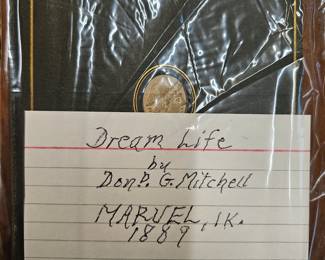 Dream Life
by
Don D. G. Mitchell
MARVEL, IK.
1889